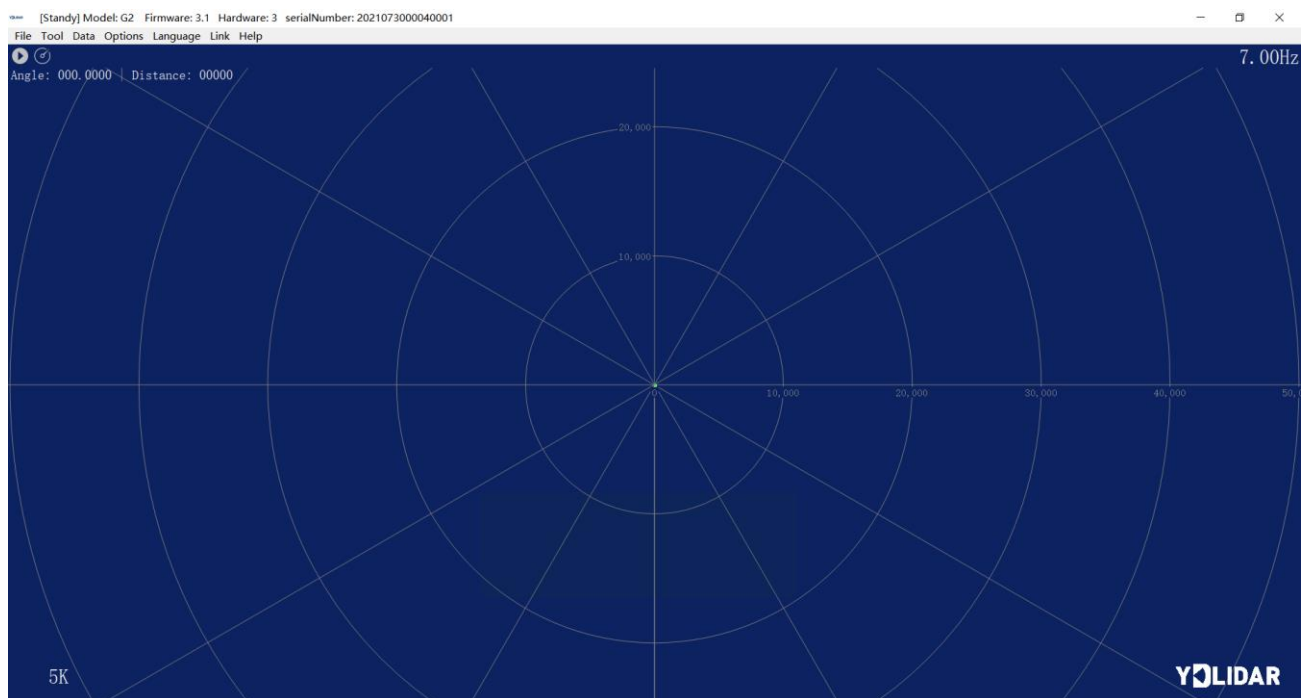 [Standy] Model: G2 Firmware: 3.1 Hardware: 3 serialNumber: 2021073000040001
File Tool Data Options Language Link Help
7.00Hz
Angle: 000.0000 | Distance: 00000
20,000
10,000
0 10,000 20,000 30,000 40,000 50,
5K
YDLIDAR